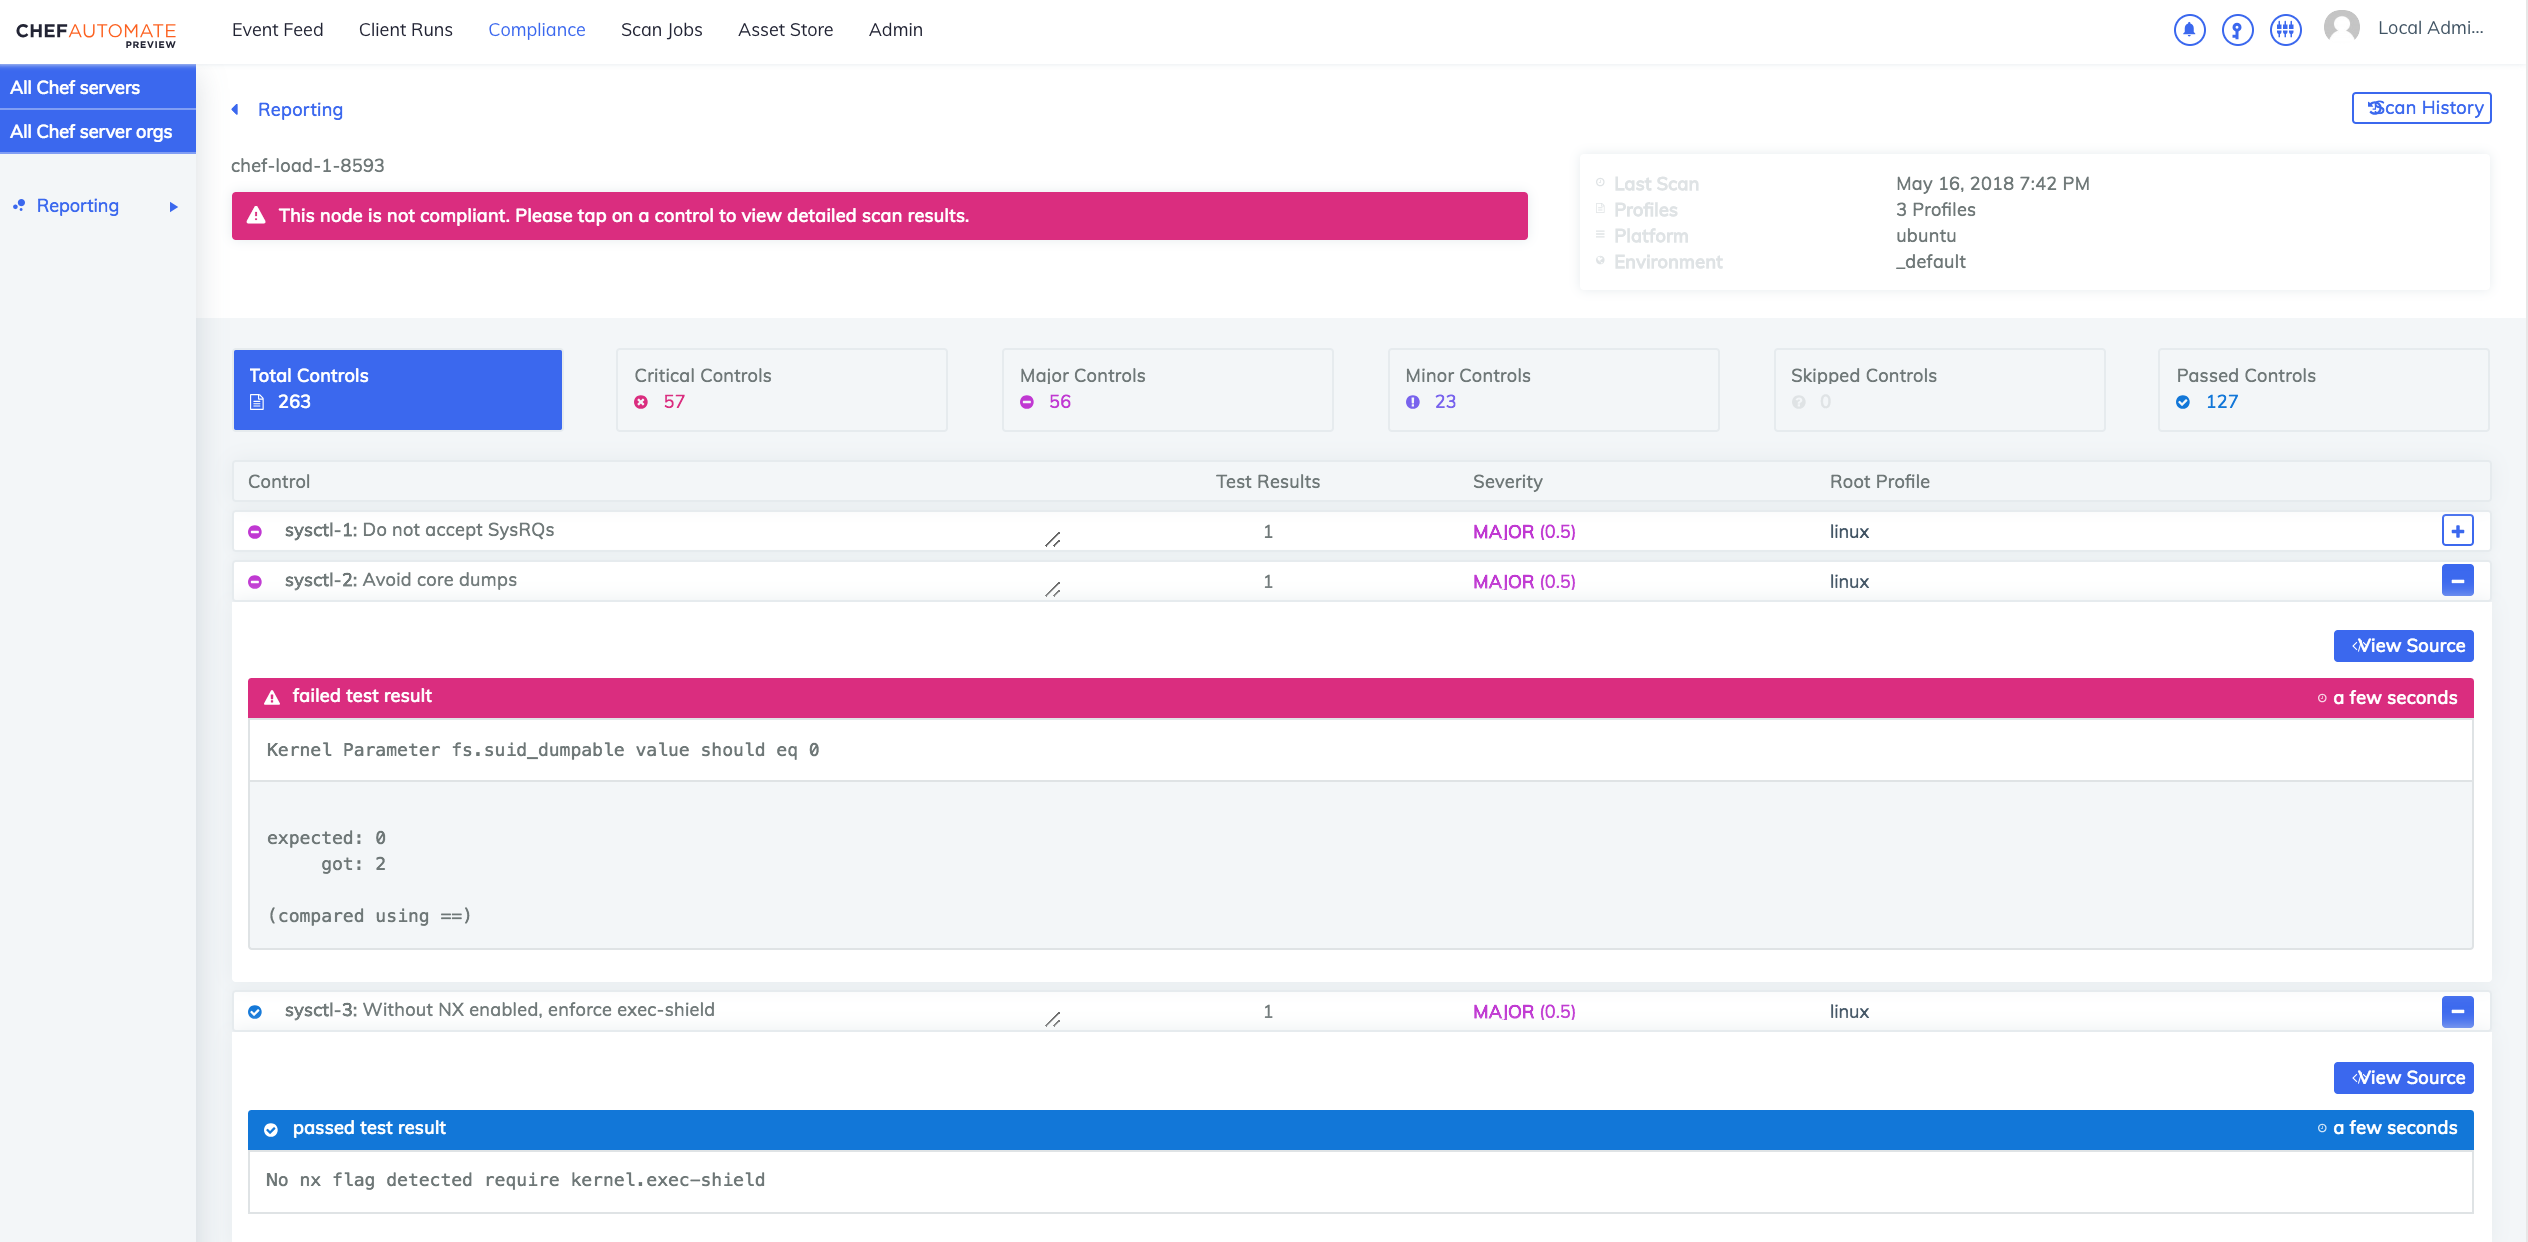 CHEFAUTOMATE
PREVIEW
Event Feed
Client Runs
Compliance
Scan Jobs
Asset Store
Admin
Local Admi...
All Chef servers
All Chef server orgs
Reporting
Reporting
Scan History
chef-load-1-8593
This node is not compliant. Please tap on a control to view detailed scan results.
Last Scan May 16, 2018 7:42 PM
Profiles 3 Profiles
Platform ubuntu
Environment _default
Total Controls
263
Critical Controls
57
Major Controls
56
Minor Controls
23
Skipped Controls
0
Passed Controls
127
Control Test Results Severity Root Profile
sysctl-1: Do not accept SysRQs 1 MAJOR (0.5) linux
sysctl-2: Avoid core dumps 1 MAJOR (0.5) linux
View Source
failed test result a few seconds
Kernel Parameter fs.suid_dumpable value should eq 0
expected: 0
got: 2
(compared using ==)
sysctl-3: Without NX enabled, enforce exec-shield 1 MAJOR (0.5) linux
View Source
passed test result a few seconds
No nx flag detected require kernel.exec-shield